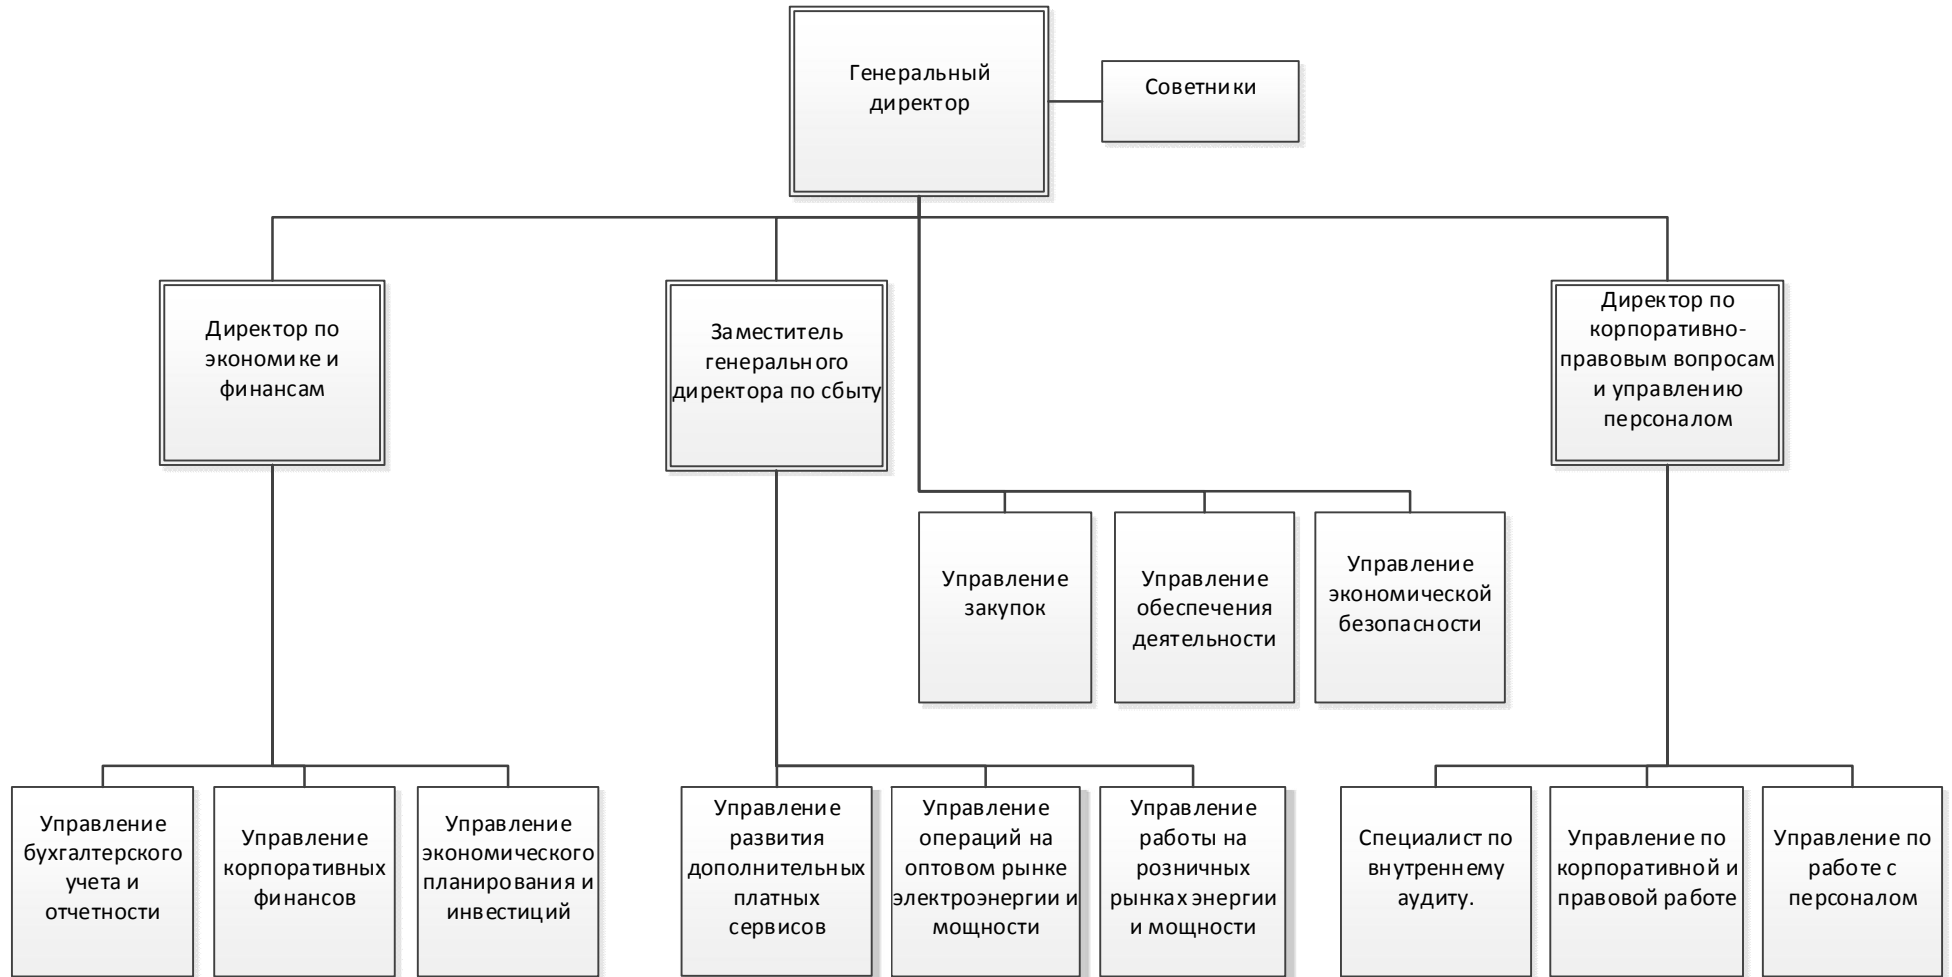 Генеральный
директор
Советники
Директор по
экономике и
финансам
Заместитель
генерального
директора по сбыту
Директор по
корпоративно-
правовым вопросам
и управлению
персоналом
Управление
закупок
Управление
обеспечения
деятельности
Управление
экономической
безопасности
Управление
бухгалтерского
учета и
отчетности
Управление
корпоративных
финансов
Управление
экономического
планирования и
инвестиций
Управление
развития
дополнительных
платных
сервисов
Управление
операций на
оптовом рынке
электроэнергии и
мощности
Управление
работы на
розничных
рынках энергии
и мощности
Специалист по
внутреннему
аудиту.
Управление по
корпоративной и
правовой работе
Управление по
работе с
персоналом